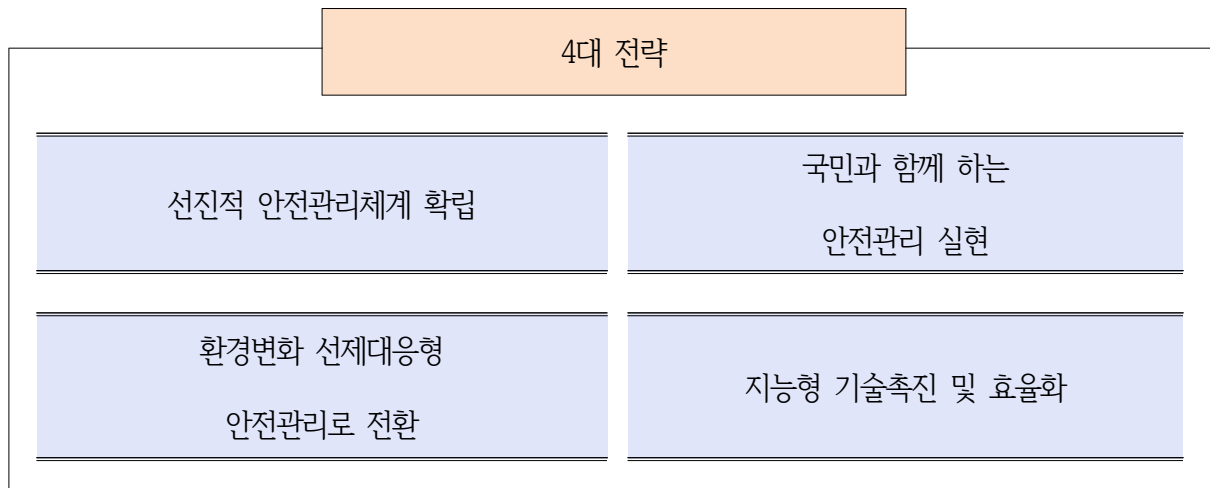 4대 전략
선진적 안전관리체계 확립
국민과 함께 하는
안전관리 실현
환경변화 선제대응형
안전관리로 전환
지능형 기술촉진 및 효율화